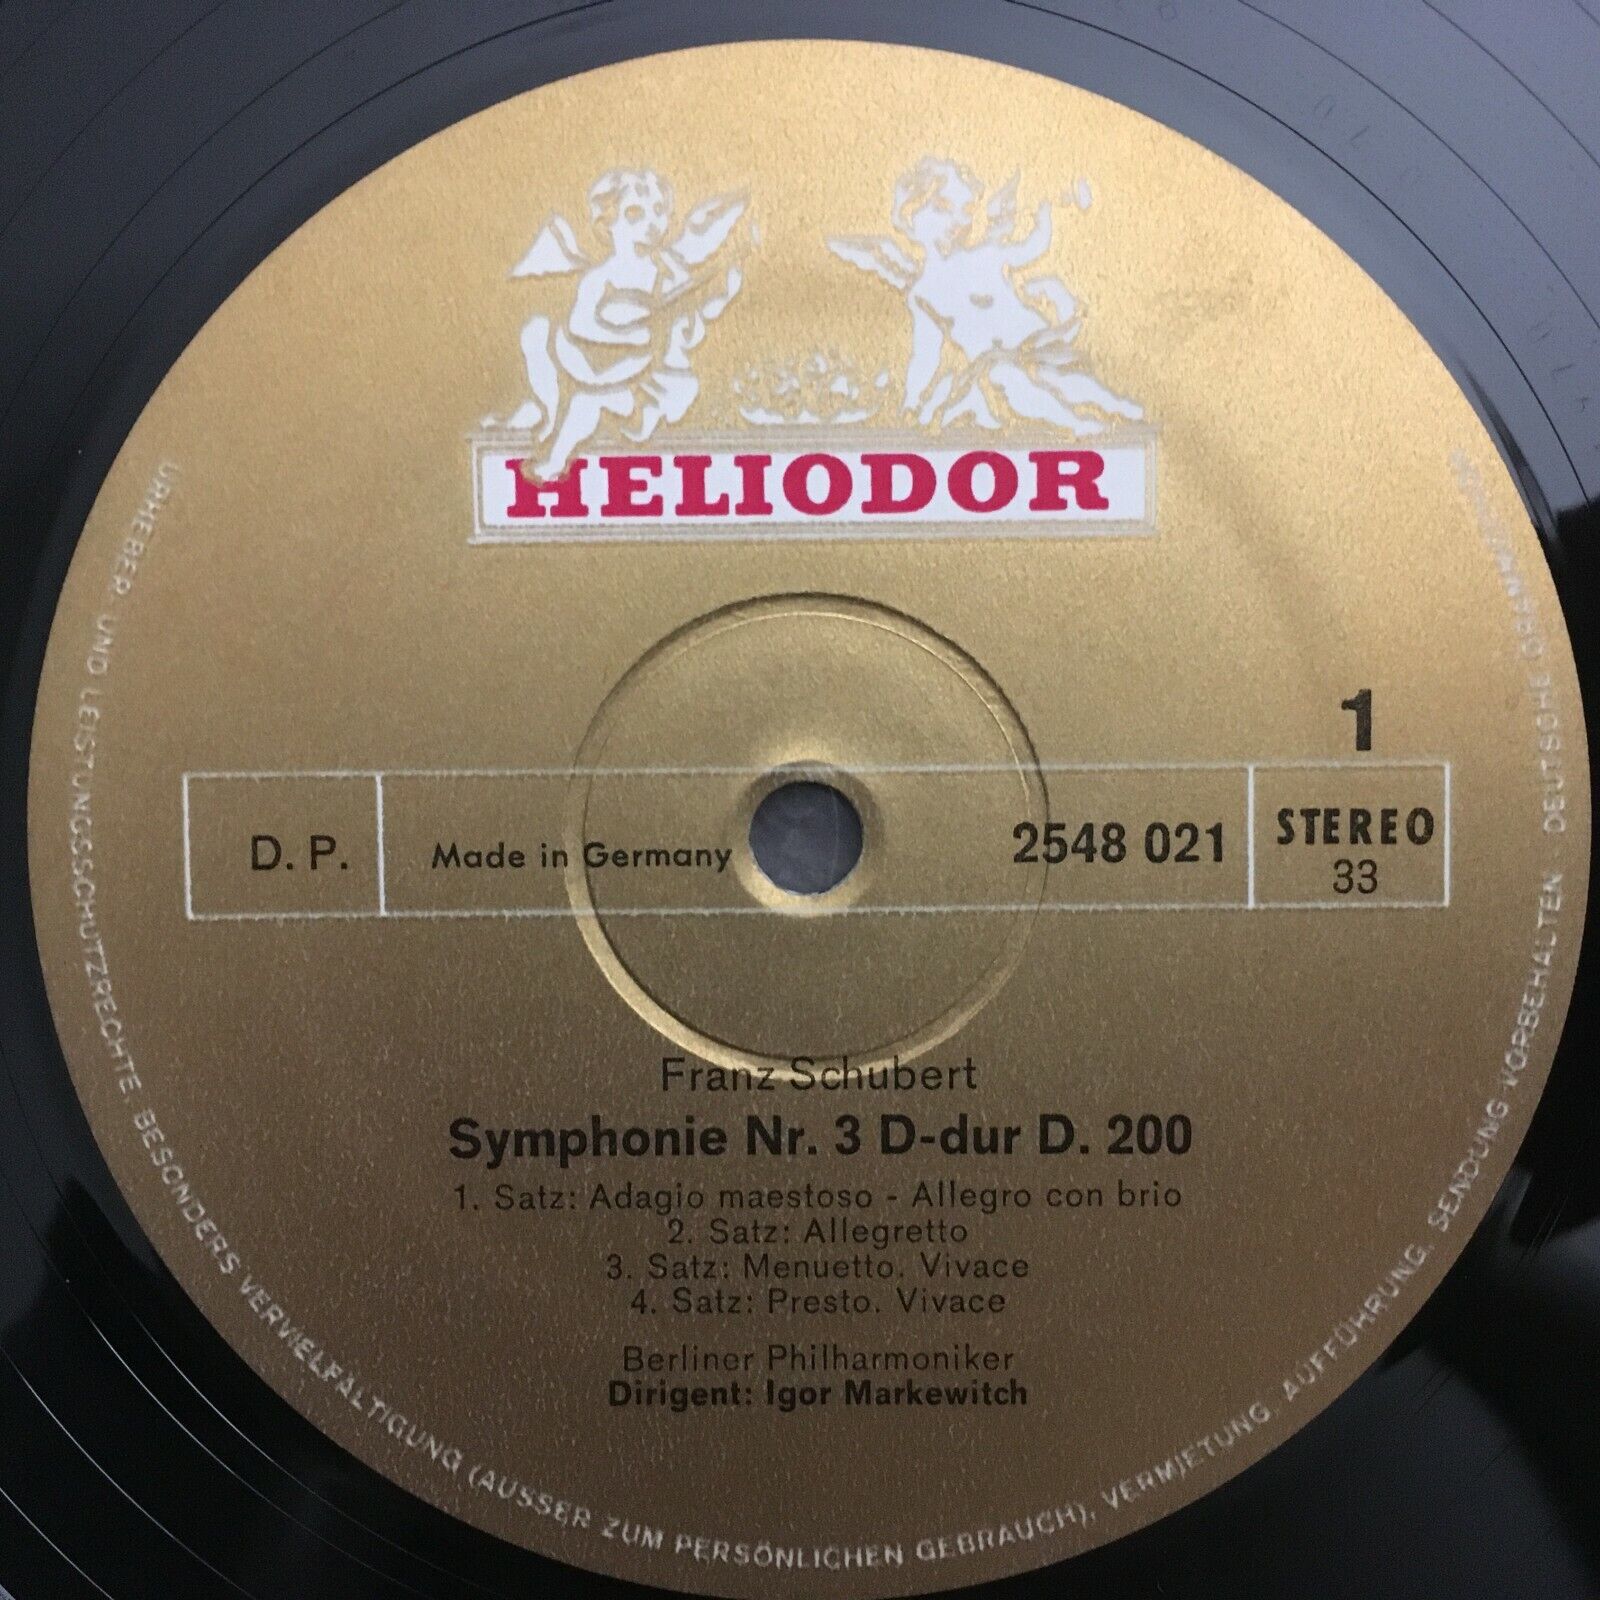 HELIODOR
1
D. P.
Made in Germany
2548 021
STEREO
33
Franz Schubert
Symphonie Nr. 3 D-dur D. 200
1. Satz: Adagio maestoso - Allegro con brio
2. Satz: Allegretto
3. Satz: Menuetto. Vivace
4. Satz: Presto. Vivace
Berliner Philharmoniker
Dirigent: Igor Markewitch
URHEBER- UND LEISTUNGSSCHUTZRECHTE, BESONDERS VERVIELFÄLTIGUNG (AUSSER ZUM PERSÖNLICHEN GEBRAUCH), VERMIETUNG, AUFFÜHRUNG, SENDUNG VORBEHALTEN · DEUTSCHE GRAMMOPHON